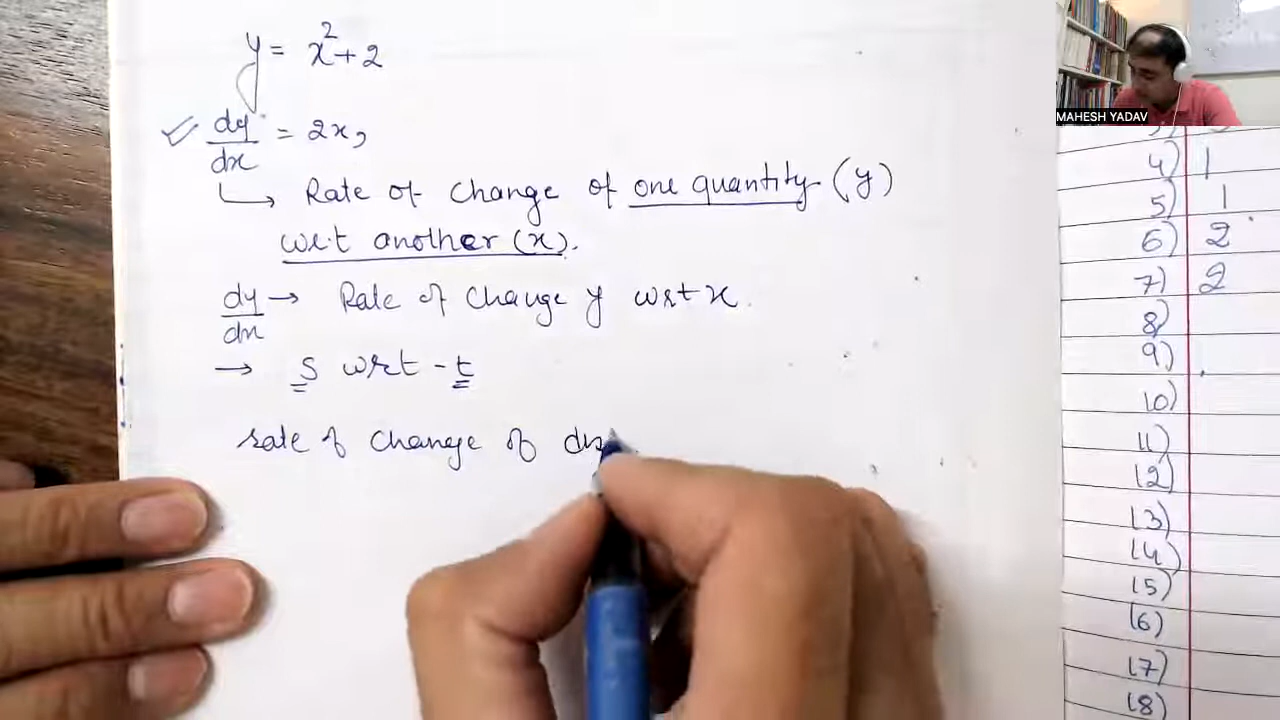 y = x² + 2
dy/dx = 2x,
Rate of Change of one quantity (y)
w.r.t another (x).
dy/dx → Rate of Change y wrt x.
→ s wrt - t
rate of change of
MAHESH YADAV
4) 1
5) 1
6) 2
7) 2
8)
9)
10)
11)
12)
13)
14)
15)
16)
17)
18)